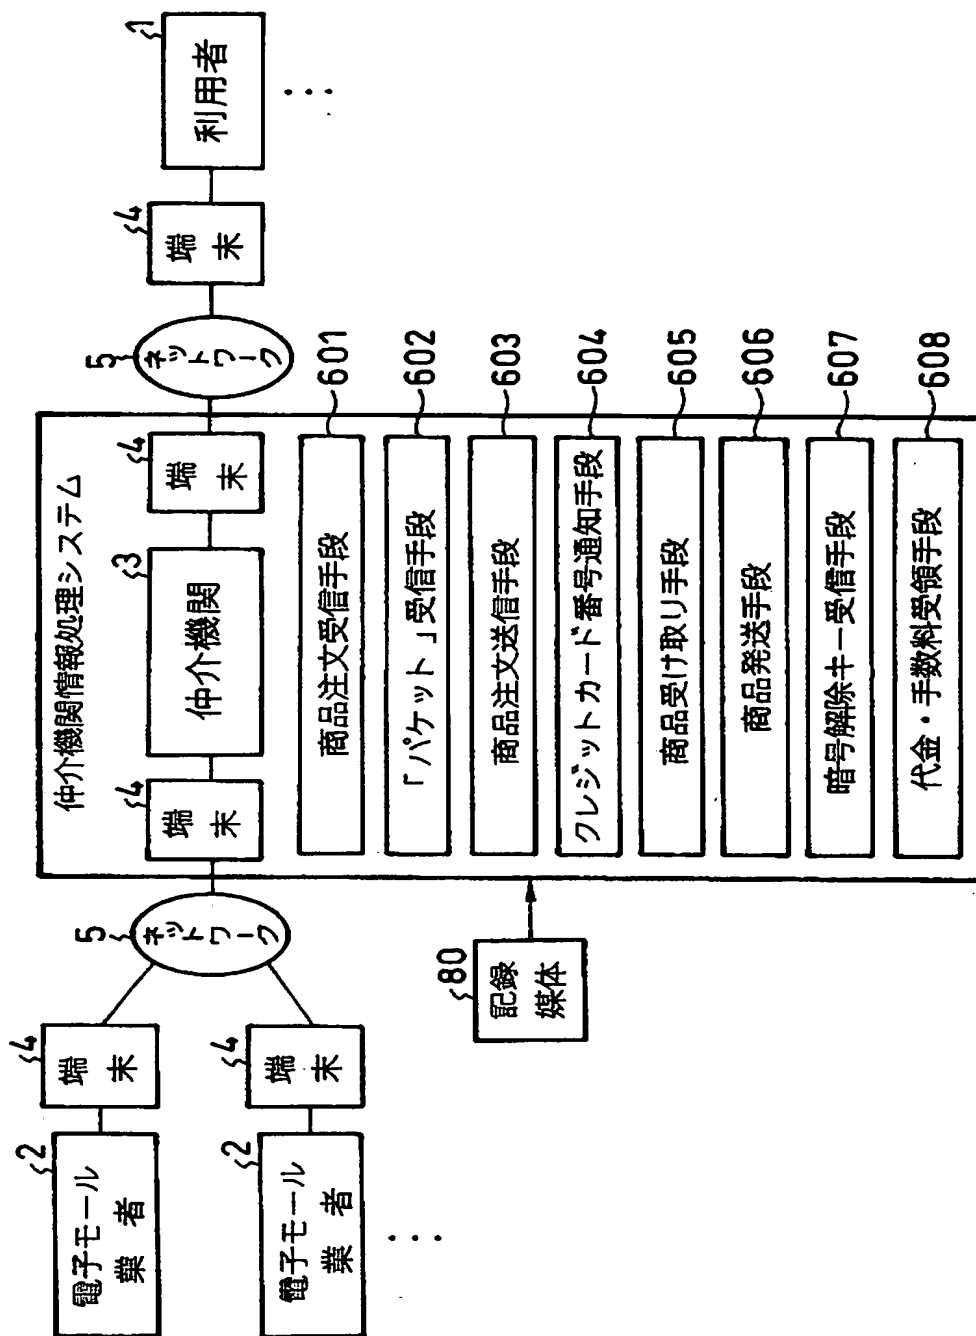 2
電子モール
業者
4
端末
2
電子モール
業者
4
端末
5
ネットワーク
80
記録
媒体
仲介機関情報処理システム
4
端末
3
仲介機関
4
端末
商品注文受信手段
601
「パケット」受信手段
602
商品注文送信手段
603
クレジットカード番号通知手段
604
商品受け取り手段
605
商品発送手段
606
暗号解除キー受信手段
607
代金・手数料受領手段
608
5
ネットワーク
4
端末
1
利用者